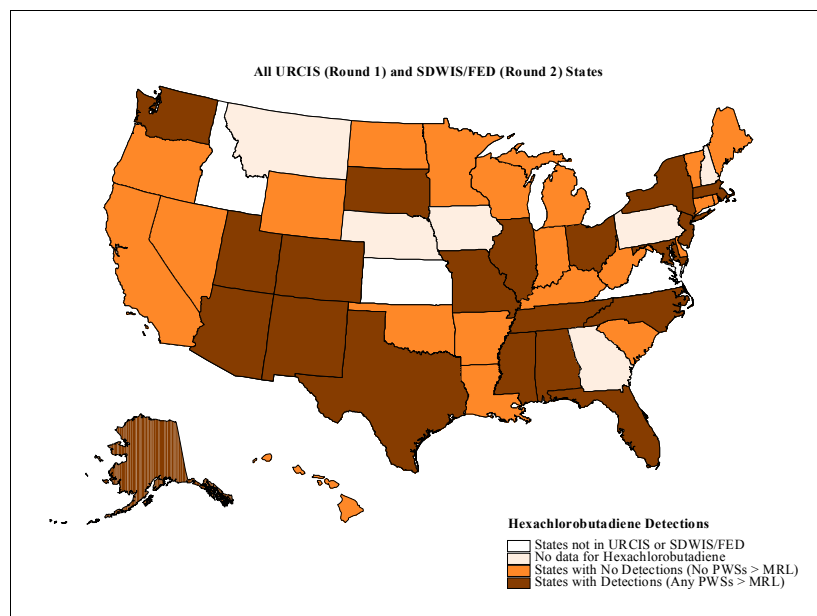 All URCIS (Round 1) and SDWIS/FED (Round 2) States
Hexachlorobutadiene Detections
States not in URCIS or SDWIS/FED
No data for Hexachlorobutadiene
States with No Detections (No PWSs > MRL)
States with Detections (Any PWSs > MRL)